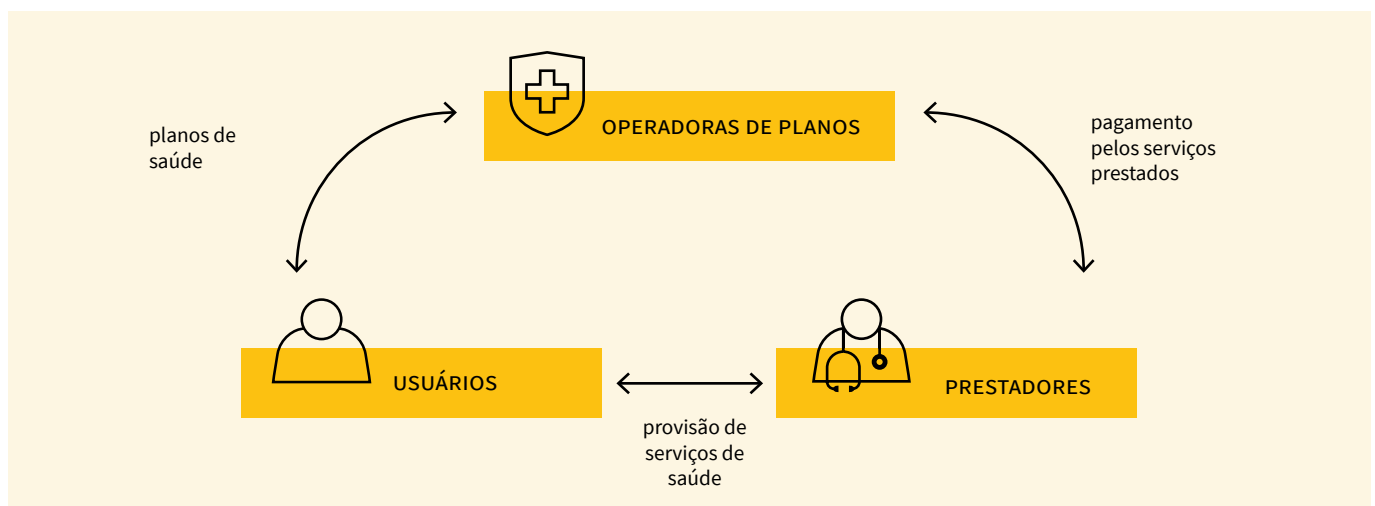 OPERADORAS DE PLANOS
planos de
saúde
pagamento
pelos serviços
prestados
USUÁRIOS
PRESTADORES
provisão de
serviços de
saúde